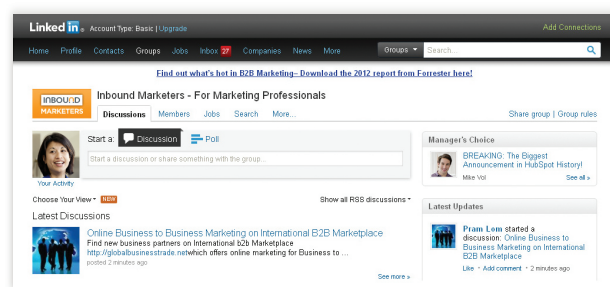 Linked in. Account Type: Basic | Upgrade Add Connections
Home Profile Contacts Groups Jobs Inbox 27 Companies News More Groups Search...
Find out what's hot in B2B Marketing– Download the 2012 report from Forrester here!
INBOUND MARKETERS
Inbound Marketers - For Marketing Professionals
Discussions Members Jobs Search More... Share group | Group rules
Start a: Discussion Poll
Start a discussion or share something with the group...
Your Activity
Choose Your View NEW Show all RSS discussions
Latest Discussions
Online Business to Business Marketing on International B2B Marketplace
Find new business partners on International b2b Marketplace
http://globalbusinesstrade.netwhich offers online marketing for Business to ...
posted 2 minutes ago
See more »
Manager's Choice
BREAKING: The Biggest
Announcement in HubSpot History!
Mike Vol See all »
Latest Updates
Pram Lom started a
discussion: Online Business to
Business Marketing on International
B2B Marketplace
Like • Add comment • 2 minutes ago